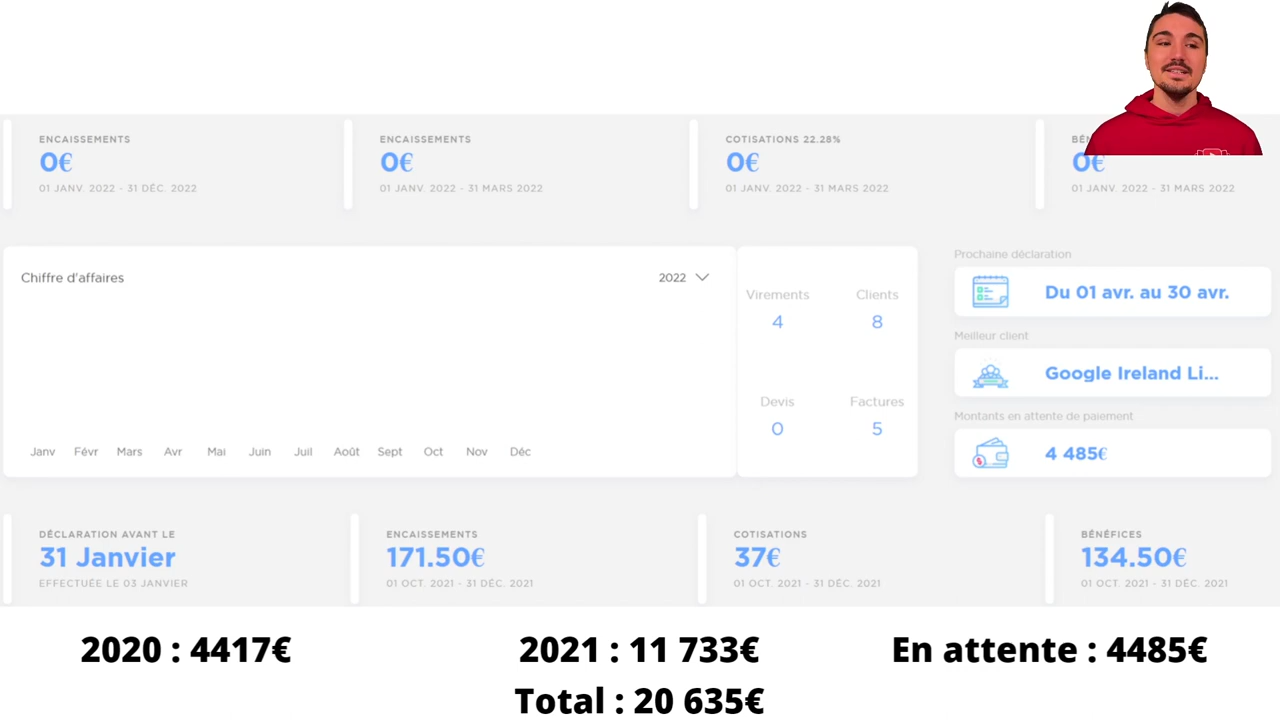 ENCAISSEMENTS
0€
01 JANV. 2022 - 31 DÉC. 2022
ENCAISSEMENTS
0€
01 JANV. 2022 - 31 MARS 2022
COTISATIONS 22.28%
0€
01 JANV. 2022 - 31 MARS 2022
0€
01 JANV. 2022 - 31 MARS 2022
Chiffre d'affaires
2022
Janv Févr Mars Avr Mai Juin Juil Août Sept Oct Nov Déc
Virements
4
Clients
8
Devis
0
Factures
5
Prochaine déclaration
Du 01 avr. au 30 avr.
Meilleur client
Google Ireland Li...
Montants en attente de paiement
4 485€
DÉCLARATION AVANT LE
31 Janvier
EFFECTUÉE LE 03 JANVIER
ENCAISSEMENTS
171.50€
01 OCT. 2021 - 31 DÉC. 2021
COTISATIONS
37€
01 OCT. 2021 - 31 DÉC. 2021
BÉNÉFICES
134.50€
01 OCT. 2021 - 31 DÉC. 2021
2020 : 4417€
2021 : 11 733€
En attente : 4485€
Total : 20 635€